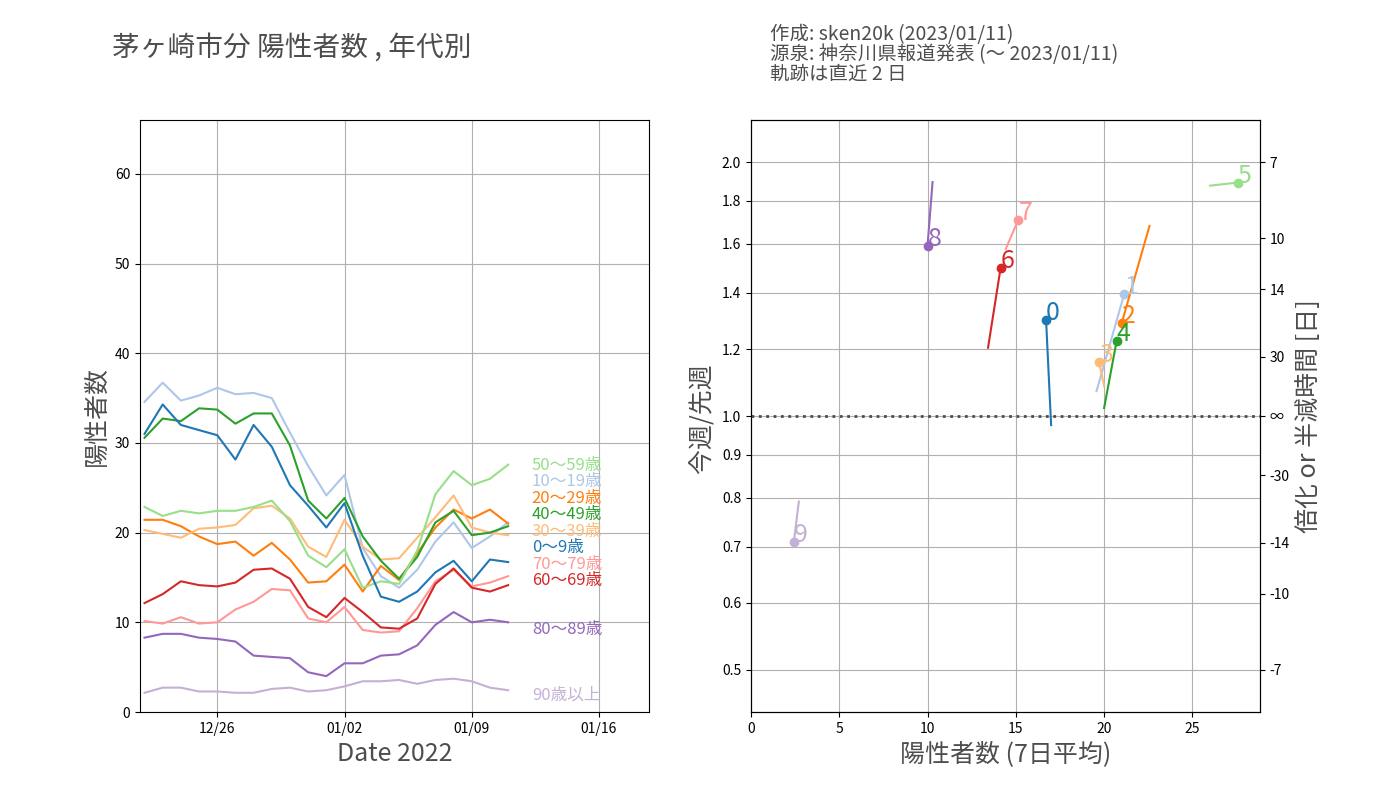 茅ヶ崎市分 陽性者数 , 年代別
作成: sken20k (2023/01/11)
源泉: 神奈川県報道発表 (〜 2023/01/11)
軌跡は直近 2 日
陽性者数
60
50
40
30
20
10
0
12/26
01/02
01/09
01/16
Date 2022
50〜59歳
10〜19歳
20〜29歳
40〜49歳
30〜39歳
0〜9歳
70〜79歳
60〜69歳
80〜89歳
90歳以上
今週/先週
2.0
1.8
1.6
1.4
1.2
1.0
0.9
0.8
0.7
0.6
0.5
0
5
10
15
20
25
陽性者数 (7日平均)
5
7
8
6
1
0
2
4
3
9
7
10
14
30
∞
-30
-14
-10
-7
倍化 or 半減時間 [日]